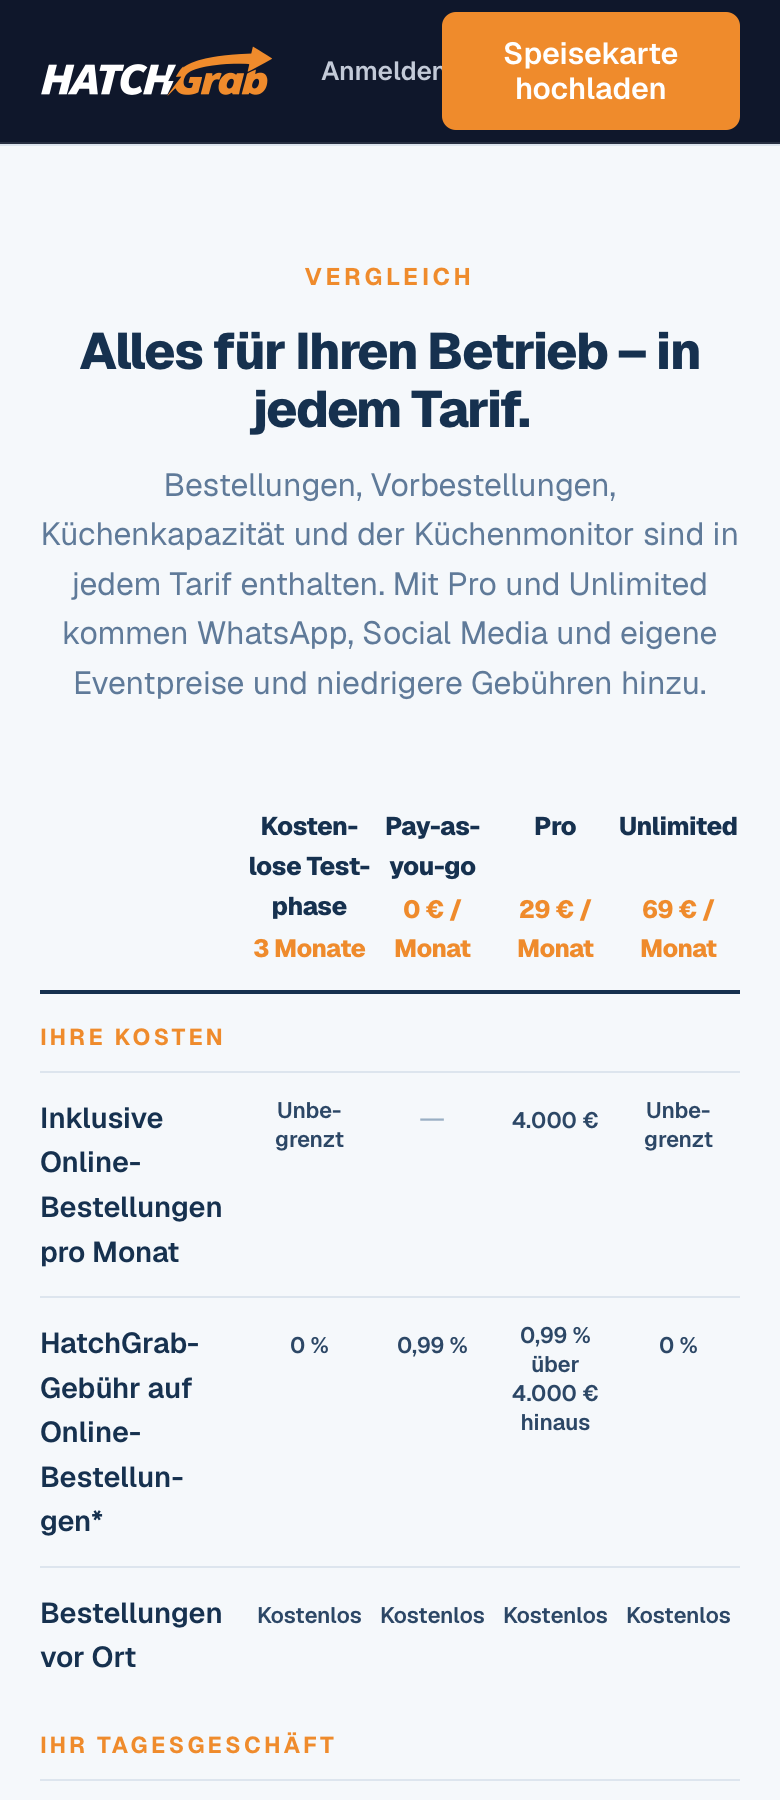 HATCHGrab
Anmelden
Speisekarte
hochladen
VERGLEICH
Alles für Ihren Betrieb – in
jedem Tarif.
Bestellungen, Vorbestellungen,
Küchenkapazität und der Küchenmonitor sind in
jedem Tarif enthalten. Mit Pro und Unlimited
kommen WhatsApp, Social Media und eigene
Eventpreise und niedrigere Gebühren hinzu.
Kosten-
lose Test-
phase
3 Monate
Pay-as-
you-go
0 € /
Monat
Pro
29 € /
Monat
Unlimited
69 € /
Monat
IHRE KOSTEN
Inklusive
Online-
Bestellungen
pro Monat
Unbe-
grenzt
—
4.000 €
Unbe-
grenzt
HatchGrab-
Gebühr auf
Online-
Bestellun-
gen*
0 %
0,99 %
0,99 %
über
4.000 €
hinaus
0 %
Bestellungen
vor Ort
Kostenlos
Kostenlos
Kostenlos
Kostenlos
IHR TAGESGESCHÄFT